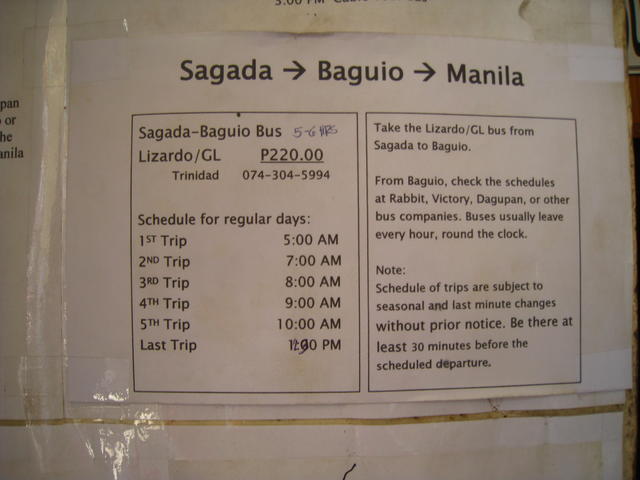 Sagada → Baguio → Manila
Sagada-Baguio Bus 5-6 HRS
Lizardo/GL P220.00
Trinidad 074-304-5994
Schedule for regular days:
1ST Trip 5:00 AM
2ND Trip 7:00 AM
3RD Trip 8:00 AM
4TH Trip 9:00 AM
5TH Trip 10:00 AM
Last Trip PM
Take the Lizardo/GL bus from
Sagada to Baguio.
From Baguio, check the schedules
at Rabbit, Victory, Dagupan, or other
bus companies. Buses usually leave
every hour, round the clock.
Note:
Schedule of trips are subject to
seasonal and last minute changes
without prior notice. Be there at
least 30 minutes before the
scheduled departure.
pan
or
he
anila